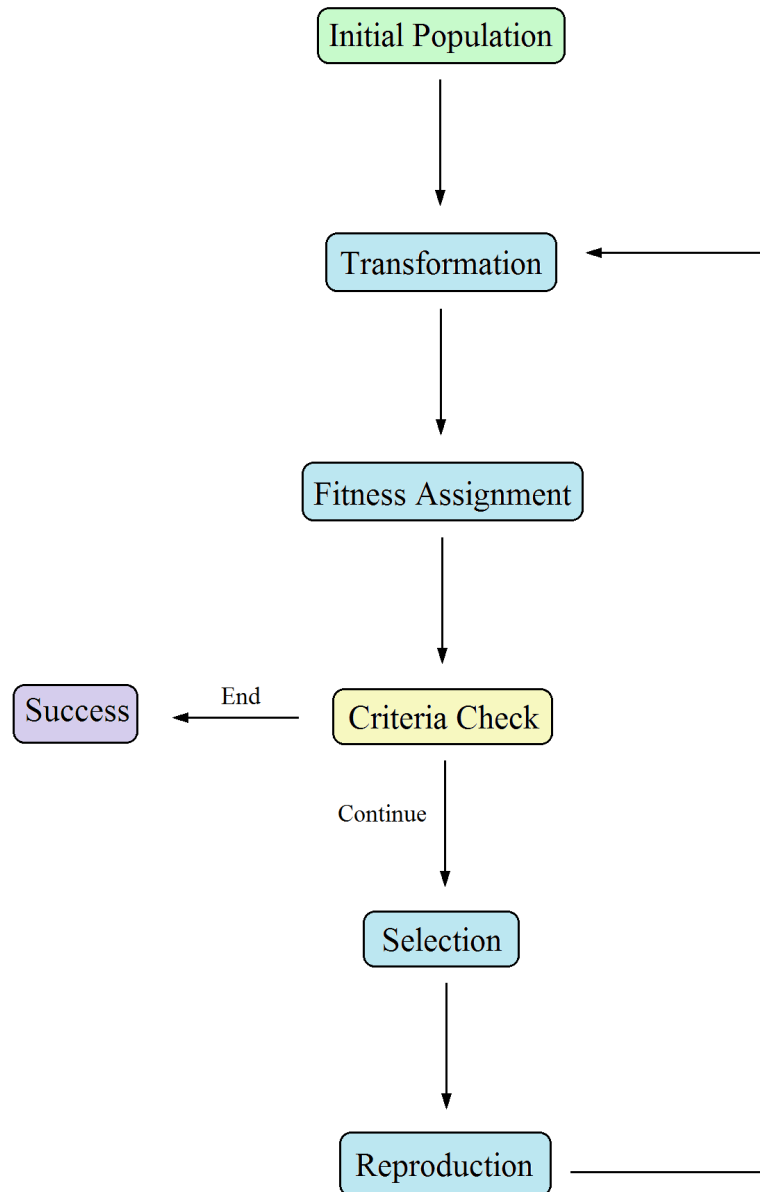 Initial Population
Transformation
Fitness Assignment
Success
End
Criteria Check
Continue
Selection
Reproduction